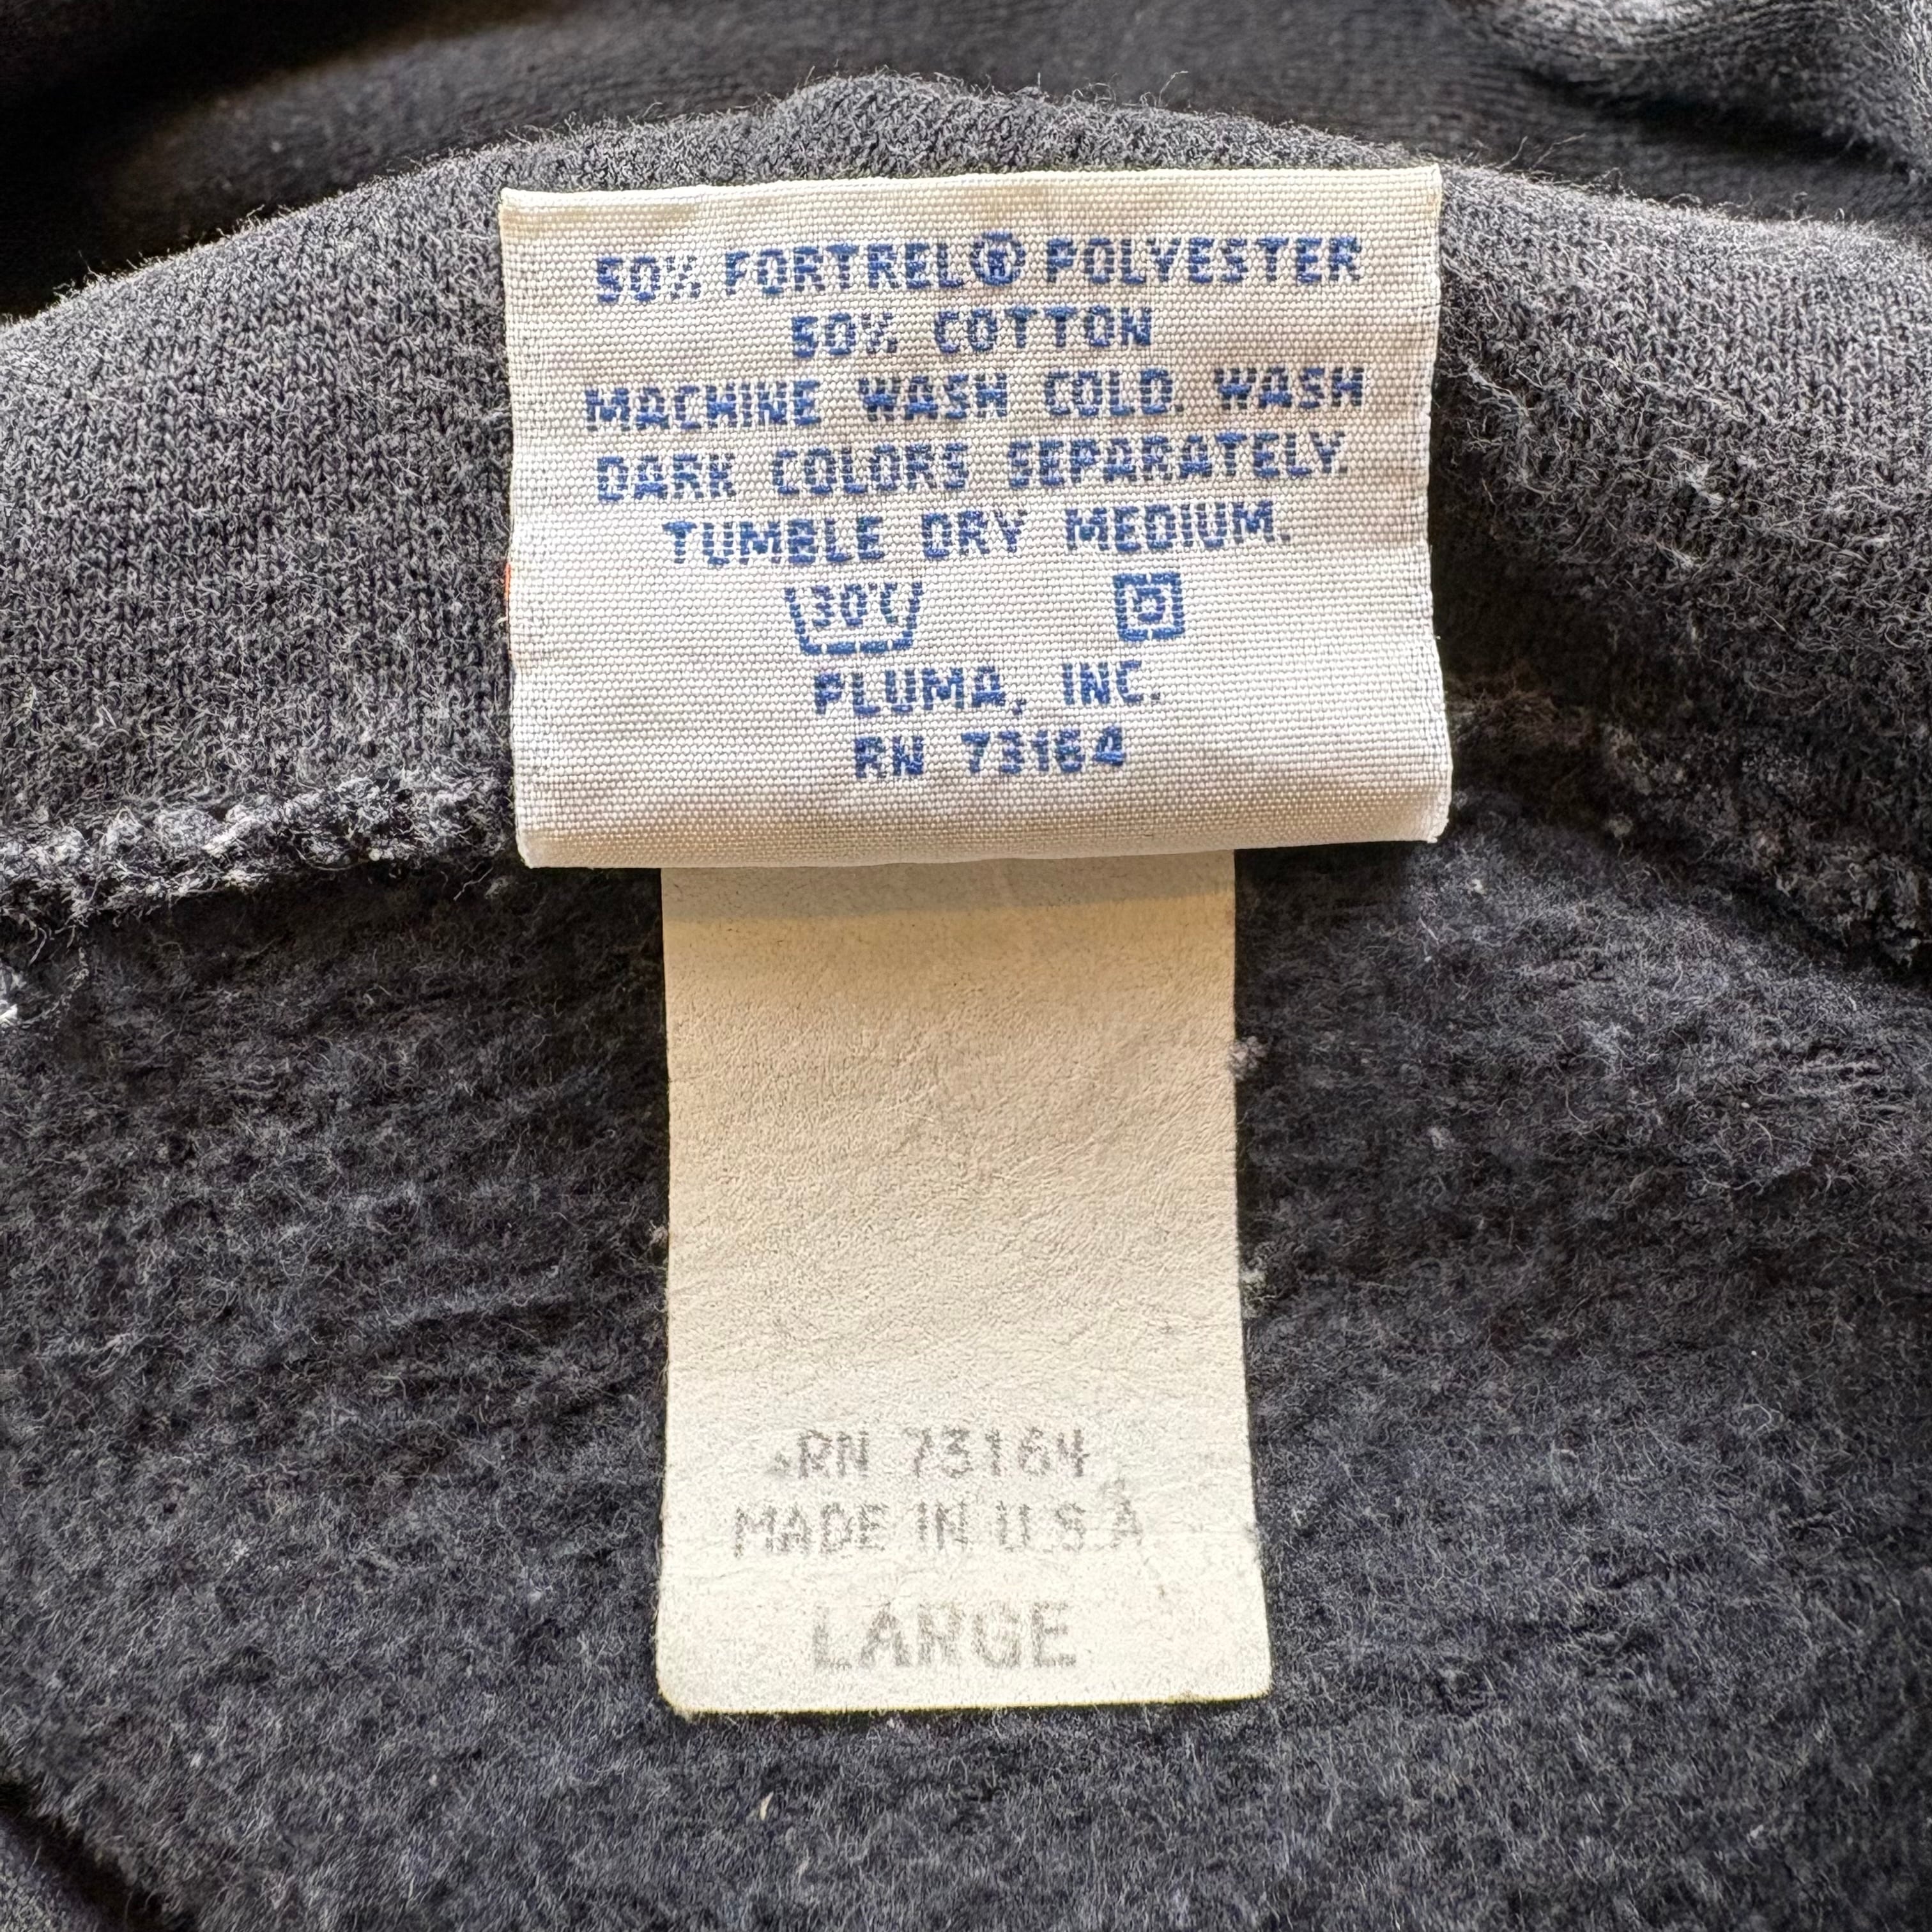 50% FORTREL® POLYESTER
50% COTTON
MACHINE WASH COLD. WASH
DARK COLORS SEPARATELY.
TUMBLE DRY MEDIUM.
30°C
PLUMA, INC.
RN 73164
RN 73164
MADE IN U.S.A
LARGE